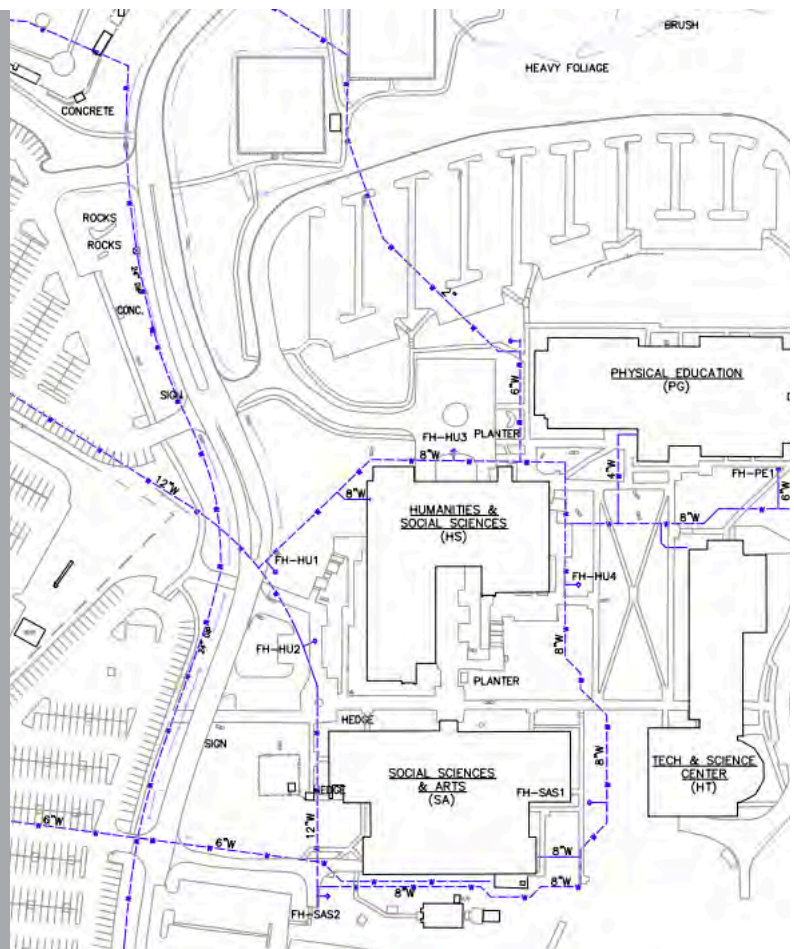 BRUSH
HEAVY FOLIAGE
CONCRETE
ROCKS
ROCKS
24" GIP
CONC.
2"
SIGN
6"W
PHYSICAL EDUCATION
(PG)
FH-HU3
PLANTER
8"W
4"W
FH-PE1
6"W
12"W
8"W
HUMANITIES &
SOCIAL SCIENCES
(HS)
8"W
FH-HU1
FH-HU4
FH-HU2
8"W
PLANTER
HEDGE
SIGN
8"W
TECH & SCIENCE
CENTER
(HT)
SOCIAL SCIENCES
& ARTS
(SA)
HEDGE
FH-SAS1
12"W
6"W
6"W
8"W
8"W
8"W
FH-SAS2